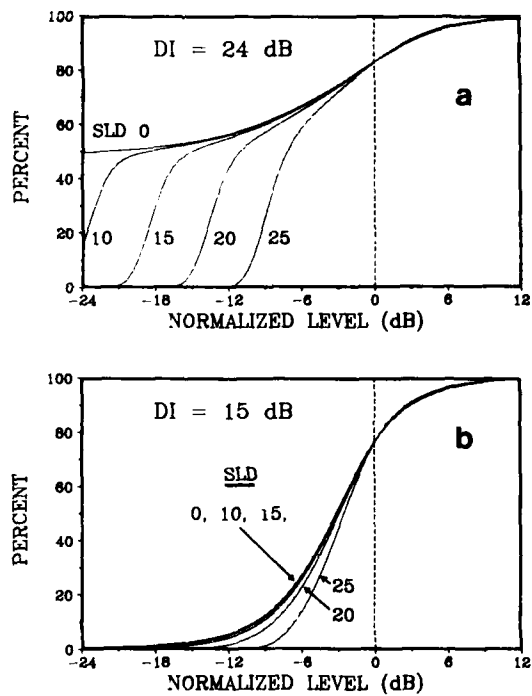 100
80
60
40
20
0
PERCENT
DI = 24 dB
a
SLD 0
10
15
20
25
-24
-18
-12
-6
0
6
12
NORMALIZED LEVEL (dB)
100
80
60
40
20
0
PERCENT
DI = 15 dB
b
SLD
0, 10, 15,
25
20
-24
-18
-12
-6
0
6
12
NORMALIZED LEVEL (dB)